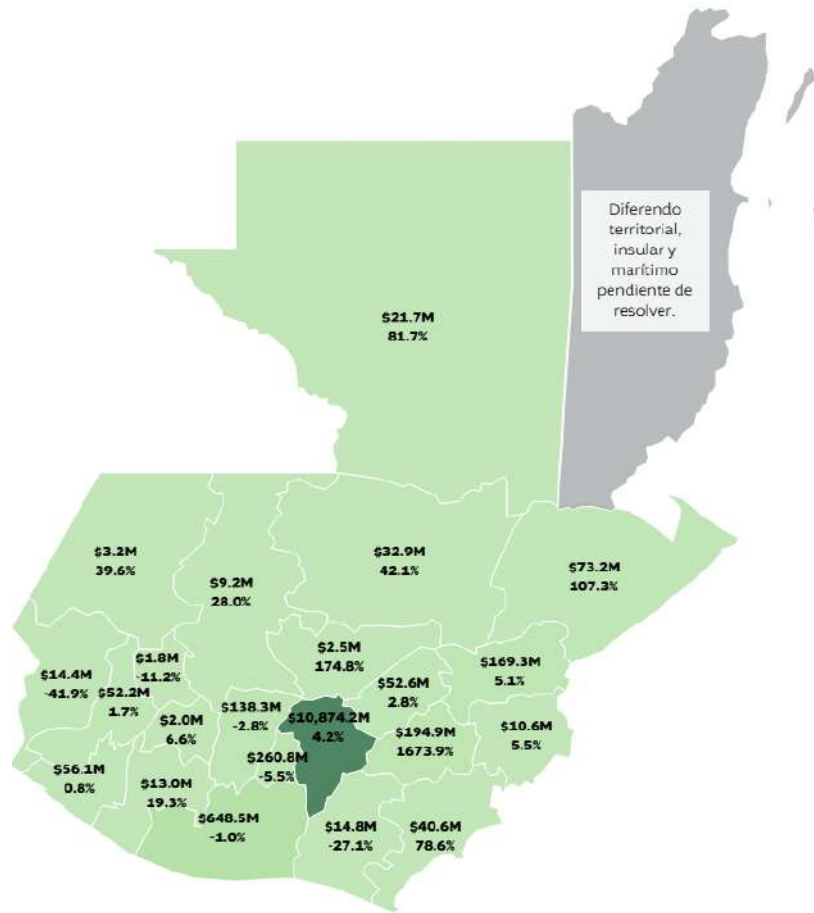 Diferendo
territorial,
insular y
marítimo
pendiente de
resolver.
$21.7M
81.7%
$3.2M
39.6%
$9.2M
28.0%
$32.9M
42.1%
$73.2M
107.3%
$14.4M
-41.9%
$1.8M
-11.2%
$52.2M
1.7%
$2.0M
6.6%
$138.3M
-2.8%
$2.5M
174.8%
$10,874.2M
4.2%
$52.6M
2.8%
$169.3M
5.1%
$194.9M
1673.9%
$10.6M
5.5%
$260.8M
-5.5%
$56.1M
0.8%
$13.0M
19.3%
$648.5M
-1.0%
$14.8M
-27.1%
$40.6M
78.6%